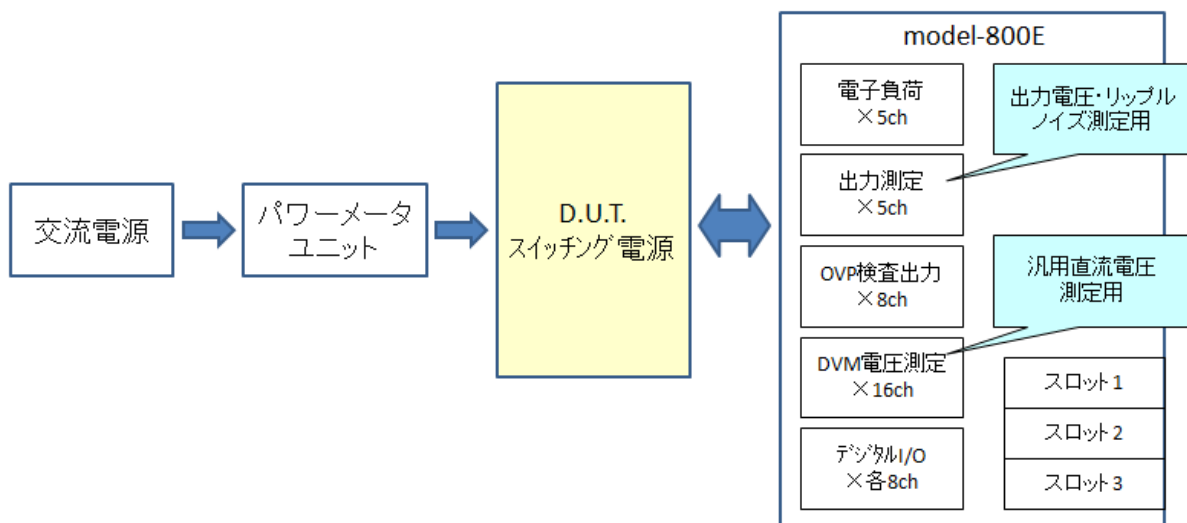 model-800E
電子負荷
×5ch
出力電圧・リップル
ノイズ測定用
出力測定
×5ch
交流電源
パワーメータ
ユニット
D.U.T.
スイッチング電源
OVP検査出力
×8ch
汎用直流電圧
測定用
DVM電圧測定
×16ch
スロット1
スロット2
スロット3
デジタルI/O
×各8ch